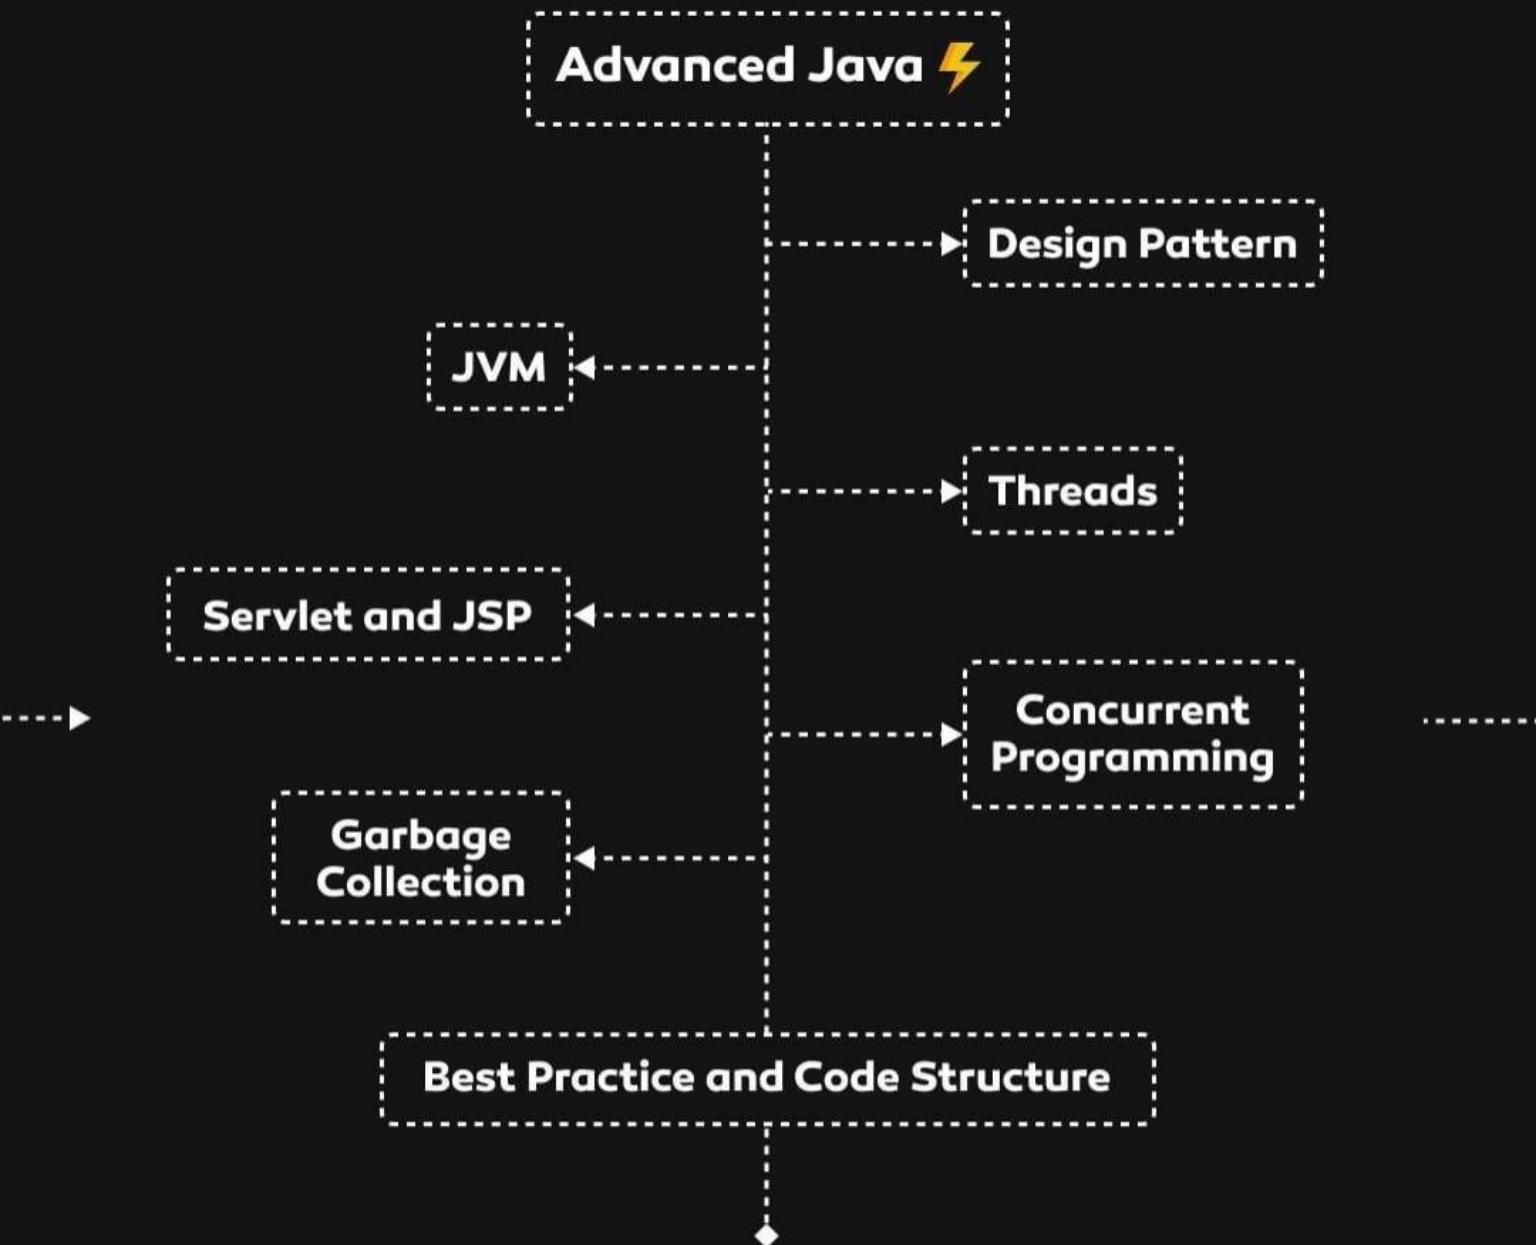 Advanced Java ⚡
Design Pattern
JVM
Threads
Servlet and JSP
Concurrent
Programming
Garbage
Collection
Best Practice and Code Structure